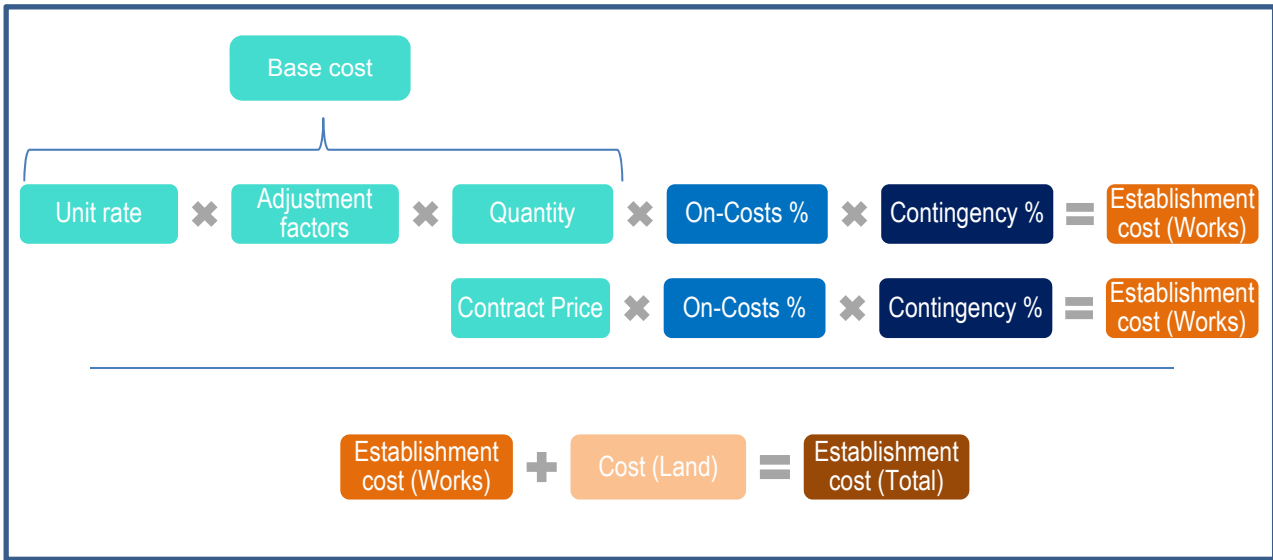 Base cost
Unit rate
Adjustment
factors
Quantity
On-Costs %
Contingency %
Establishment
cost (Works)
Contract Price
On-Costs %
Contingency %
Establishment
cost (Works)
Establishment
cost (Works)
Cost (Land)
Establishment
cost (Total)